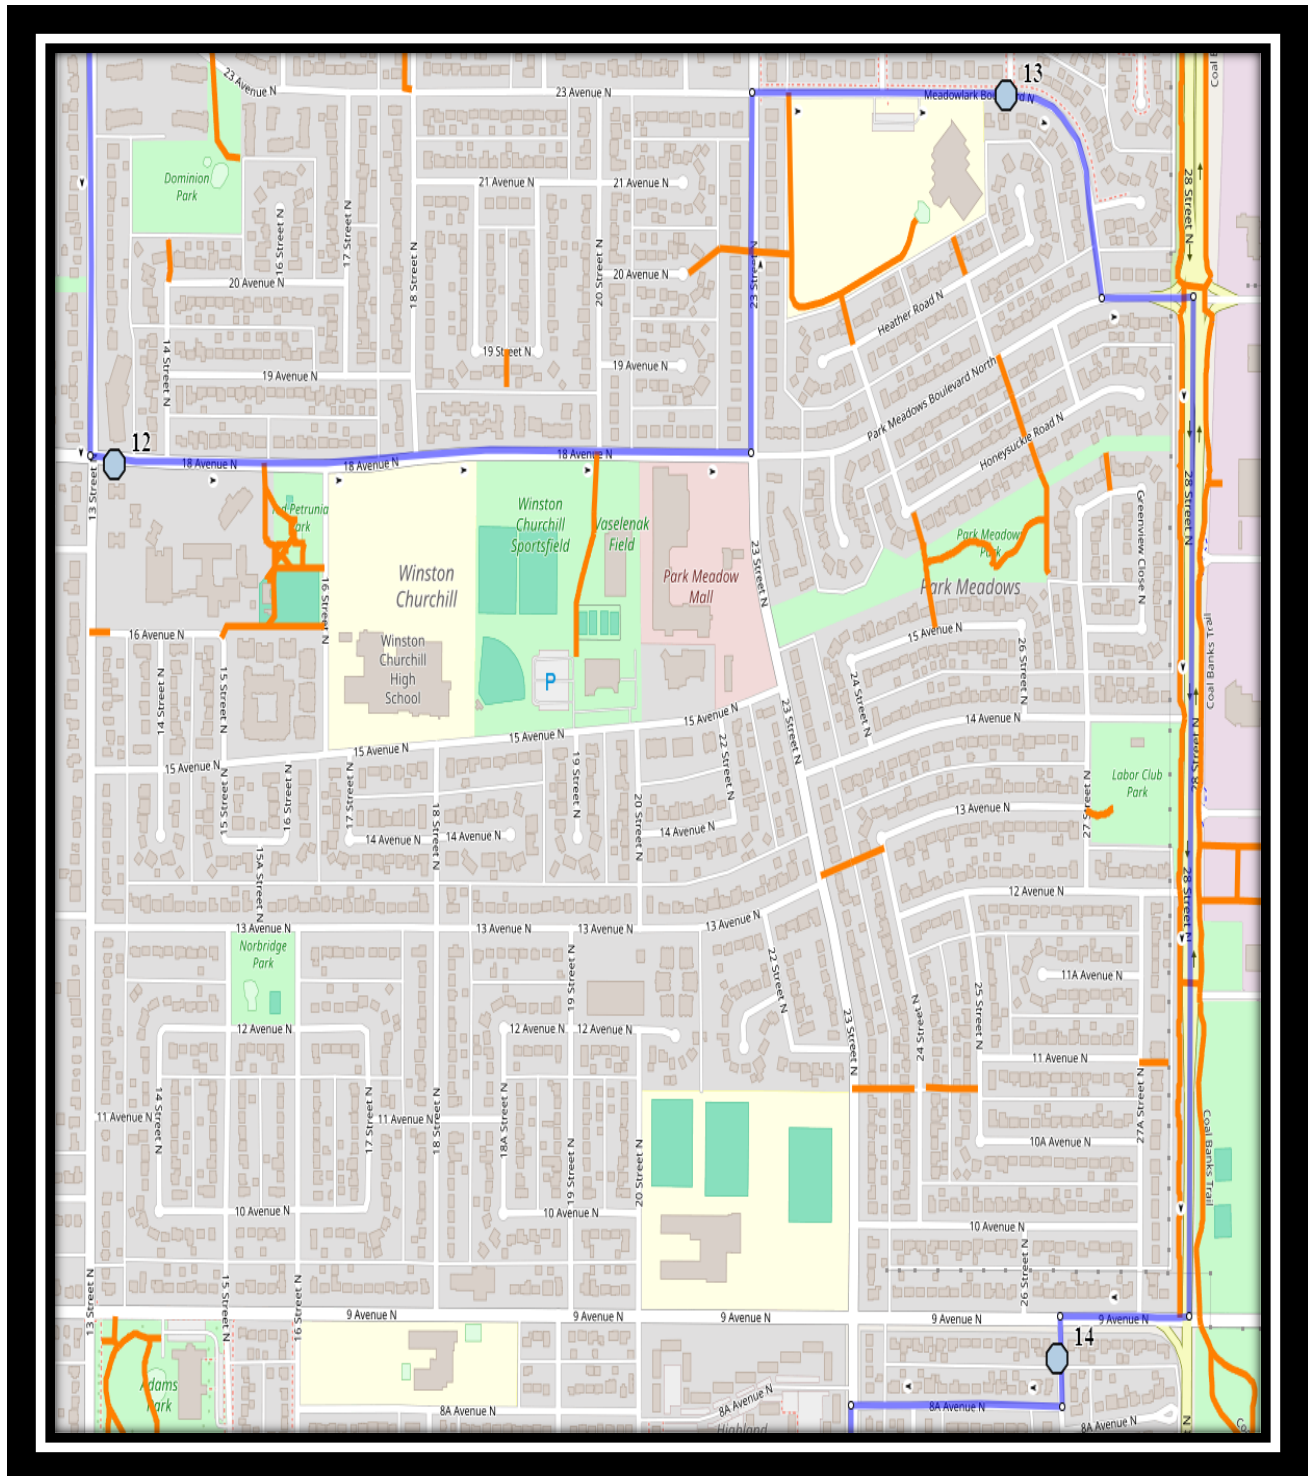 13
Coal B
23 Avenue N
23 Avenue N
Meadowlark Bou
d N
Dominion
Park
21 Avenue N
21 Avenue N
28 Street N
16 Street N
17 Street N
18 Street N
20 Street N
23 Street N
20 Avenue N
20 Avenue N
Heather Road N
19 Street N
14 Street N
19 Avenue N
19 Avenue N
Park Meadows Boulevard North
12
Honeysuckle Road N
18 Avenue N
18 Avenue N
18 Avenue N
13 Street N
28 Street N
Petrunia
ark
Winston
Churchill
Sportsfield
Vaselenak
Field
Park Meadow
Park
Greenview Close N
Winston
Churchill
Park Meadow
Mall
23 Street N
Park Meadows
16 Street N
16 Avenue N
Winston
Churchill
High
School
15 Avenue N
26 Street N
Coal Banks Trail
14 Street N
15 Street N
P
24 Street N
15 Avenue N
14 Avenue N
23 Street N
15 Avenue N
15 Avenue N
15 Avenue N
22 Street N
28 Street N
Labor Club
Park
15 Street N
16 Street N
17 Street N
18 Street N
19 Street N
20 Street N
27 Street N
13 Avenue N
14 Avenue N
14 Avenue N
14 Avenue N
15A Street N
12 Avenue N
28 Street N
13 Avenue N
13 Avenue N
13 Avenue N
13 Avenue N
Norbridge
Park
19 Street N
22 Street N
11A Avenue N
25 Street N
24 Street N
23 Street N
12 Avenue N
12 Avenue N
12 Avenue N
11 Avenue N
14 Street N
17 Street N
18 Street N
18A Street N
27A Street N
11 Avenue N
11 Avenue N
Coal Banks Trail
10A Avenue N
19 Street N
20 Street N
10 Avenue N
10 Avenue N
10 Avenue N
26 Street N
13 Street N
15 Street N
16 Street N
9 Avenue N
9 Avenue N
9 Avenue N
9 Avenue N
9 Avenue N
14
Adams
Park
8A Avenue N
8A Avenue N
8A Avenue N
8A Avenue N
Highland
N
Co